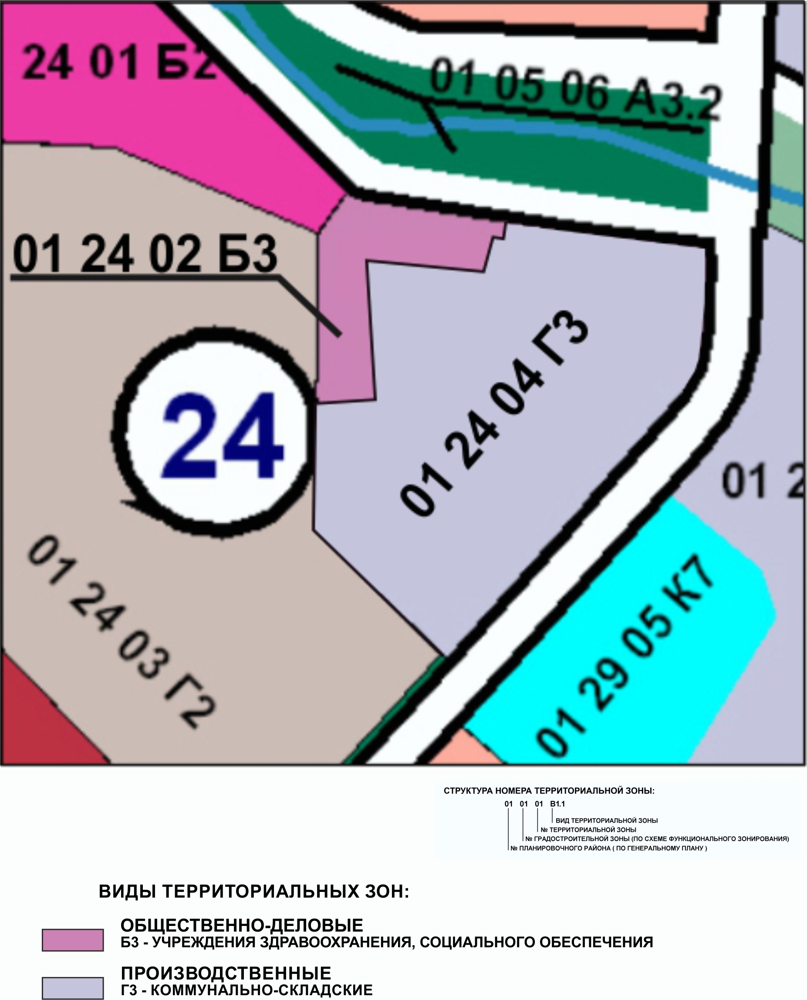 24 01 Б2
01 05 06 А3.2
01 24 02 Б3
01 24 04 Г3
24
01 2
01 24 03 Г2
01 29 05 К7
СТРУКТУРА НОМЕРА ТЕРРИТОРИАЛЬНОЙ ЗОНЫ:
01 01 01 В1.1
ВИД ТЕРРИТОРИАЛЬНОЙ ЗОНЫ
№ ТЕРРИТОРИАЛЬНОЙ ЗОНЫ
№ ГРАДОСТРОИТЕЛЬНОЙ ЗОНЫ (ПО СХЕМЕ ФУНКЦИОНАЛЬНОГО ЗОНИРОВАНИЯ)
№ ПЛАНИРОВОЧНОГО РАЙОНА ( ПО ГЕНЕРАЛЬНОМУ ПЛАНУ )
ВИДЫ ТЕРРИТОРИАЛЬНЫХ ЗОН:
ОБЩЕСТВЕННО-ДЕЛОВЫЕ
Б3 - УЧРЕЖДЕНИЯ ЗДРАВООХРАНЕНИЯ, СОЦИАЛЬНОГО ОБЕСПЕЧЕНИЯ
ПРОИЗВОДСТВЕННЫЕ
Г3 - КОММУНАЛЬНО-СКЛАДСКИЕ